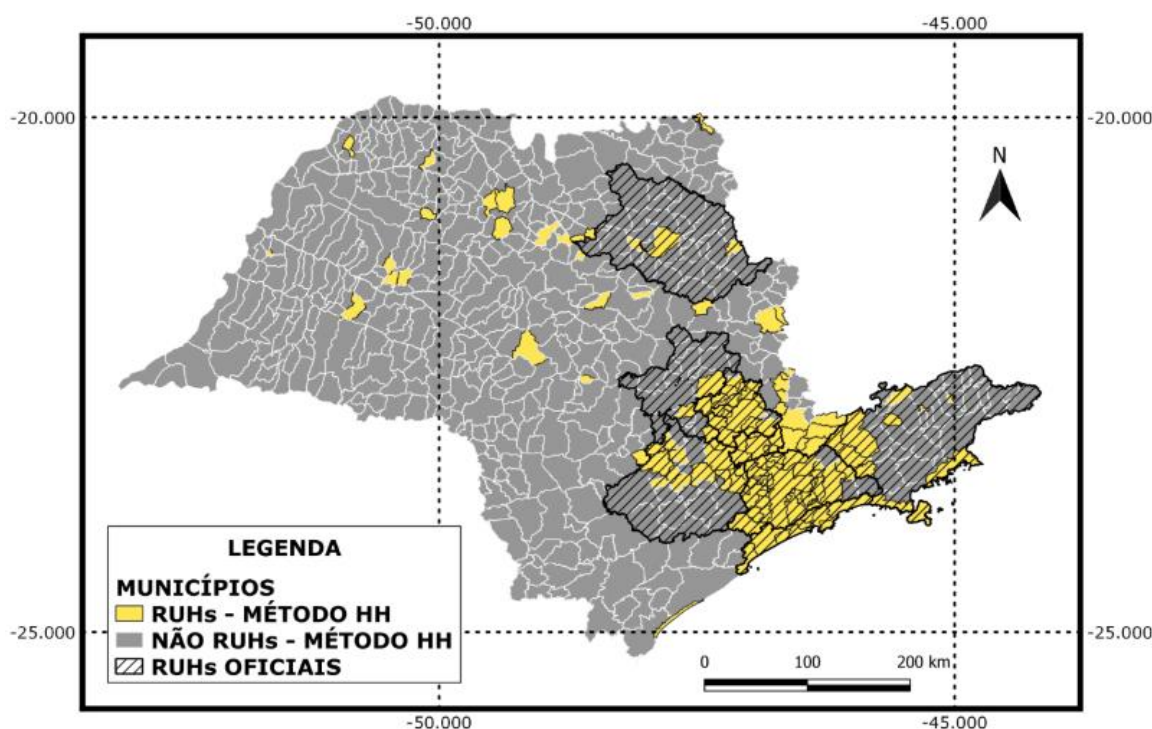 -50.000 -45.000
-20.000 -20.000
N
LEGENDA
MUNICÍPIOS
RUHs - MÉTODO HH
NÃO RUHs - MÉTODO HH
RUHs OFICIAIS
-25.000 -25.000
0 100 200 km
-50.000 -45.000